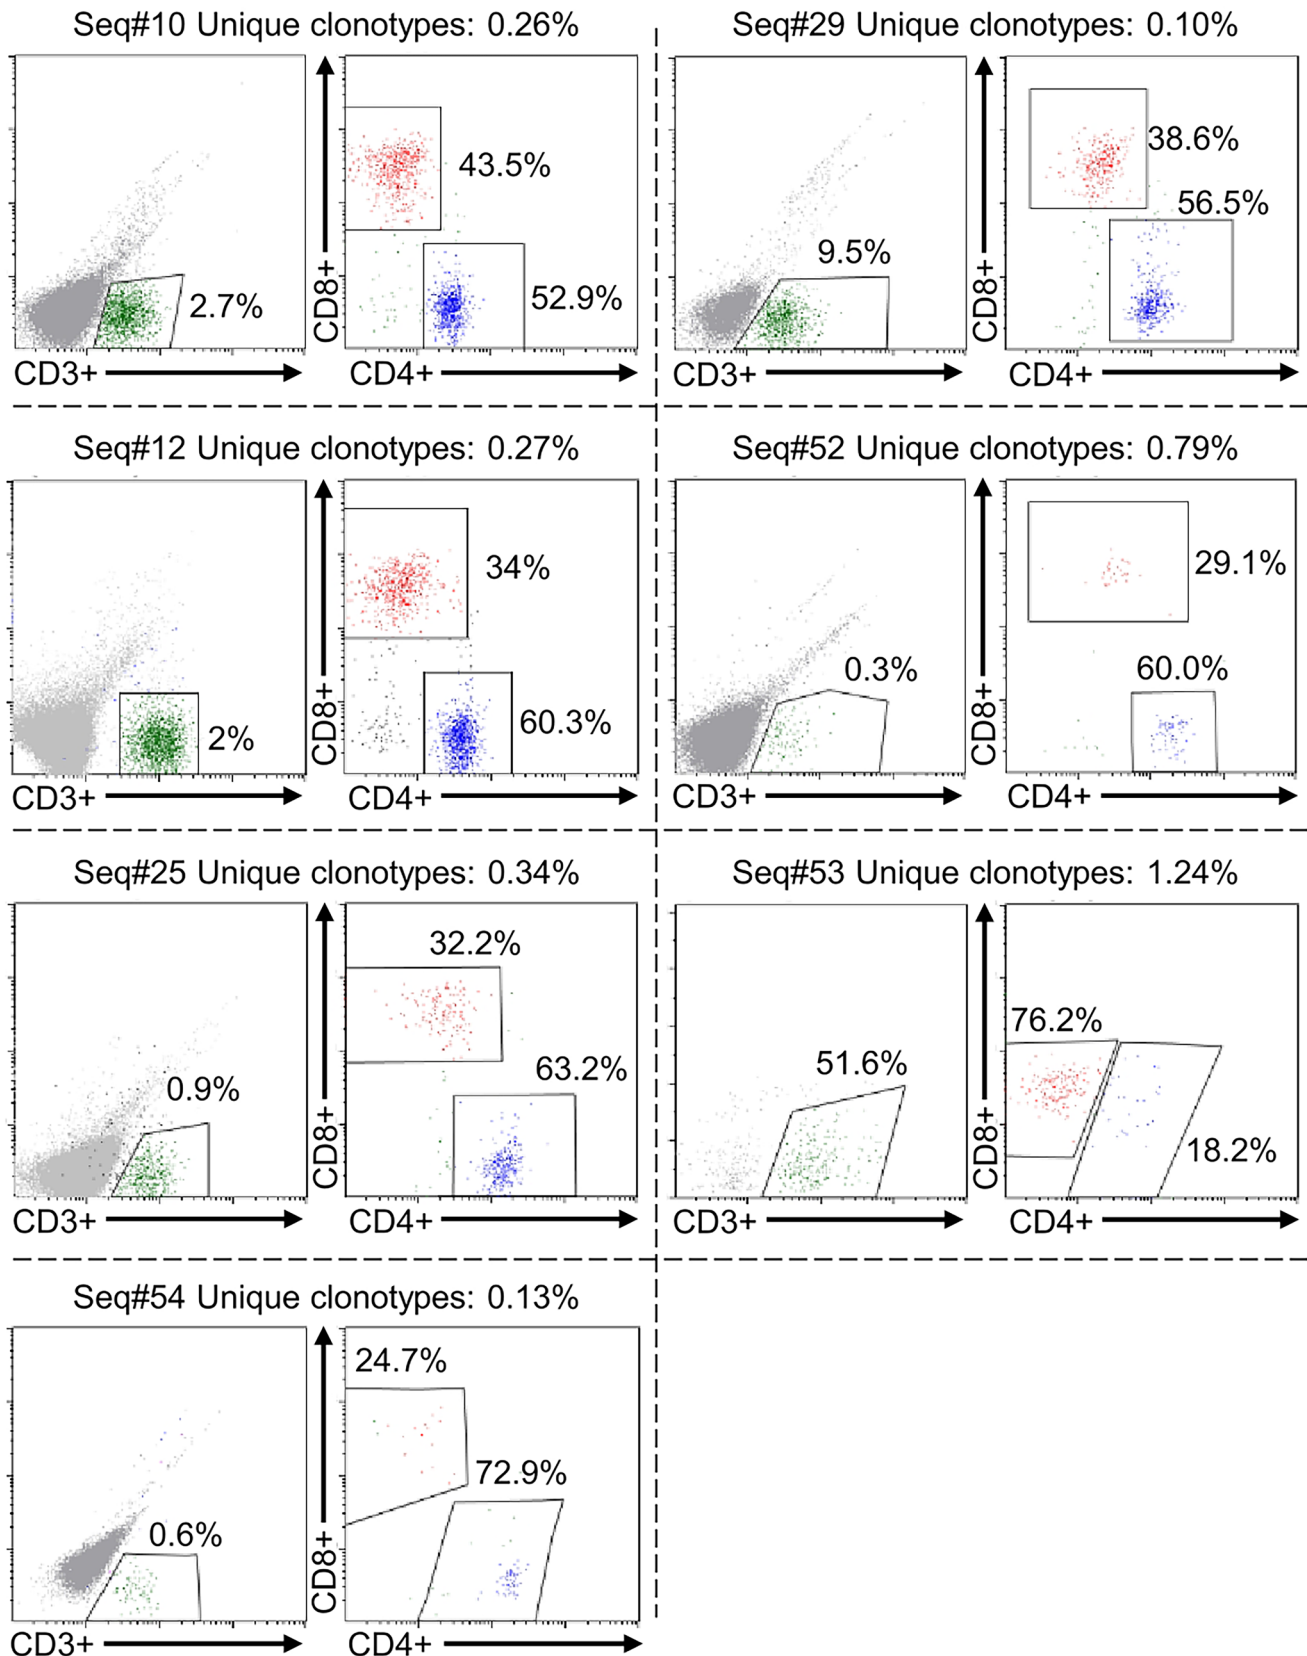 Seq#10 Unique clonotypes: 0.26%
2.7%
CD3+
CD8+
43.5%
52.9%
CD4+
Seq#29 Unique clonotypes: 0.10%
9.5%
CD3+
CD8+
38.6%
56.5%
CD4+
Seq#12 Unique clonotypes: 0.27%
2%
CD3+
CD8+
34%
60.3%
CD4+
Seq#52 Unique clonotypes: 0.79%
0.3%
CD3+
CD8+
29.1%
60.0%
CD4+
Seq#25 Unique clonotypes: 0.34%
0.9%
CD3+
CD8+
32.2%
63.2%
CD4+
Seq#53 Unique clonotypes: 1.24%
51.6%
CD3+
CD8+
76.2%
18.2%
CD4+
Seq#54 Unique clonotypes: 0.13%
0.6%
CD3+
CD8+
24.7%
72.9%
CD4+